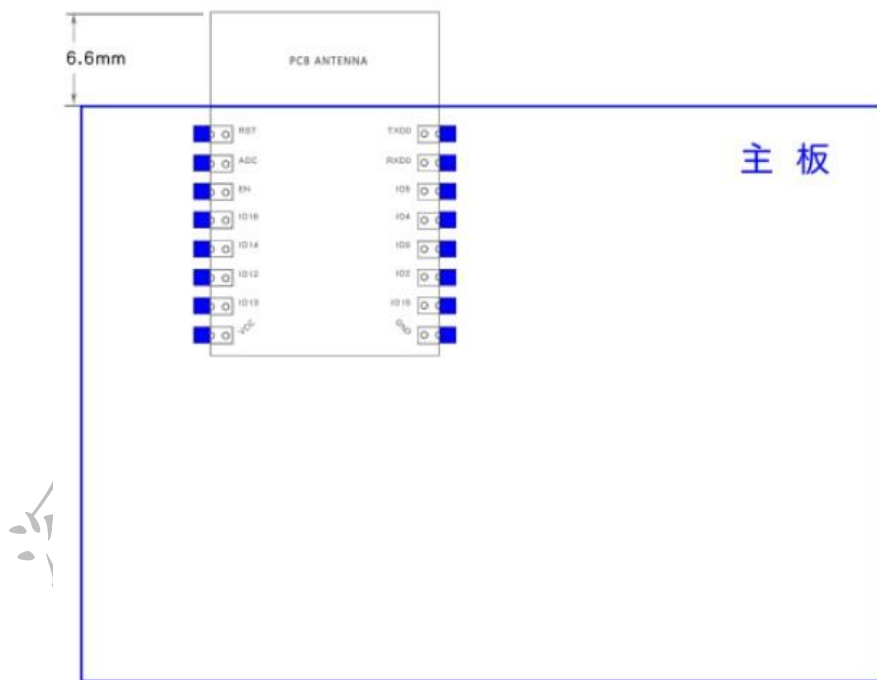 6.6mm
PCB ANTENNA
主板
RST
TXD0
ADC
RXD0
EN
IO5
IO16
IO4
IO14
IO0
IO12
IO2
IO13
IO15
VCC
GND